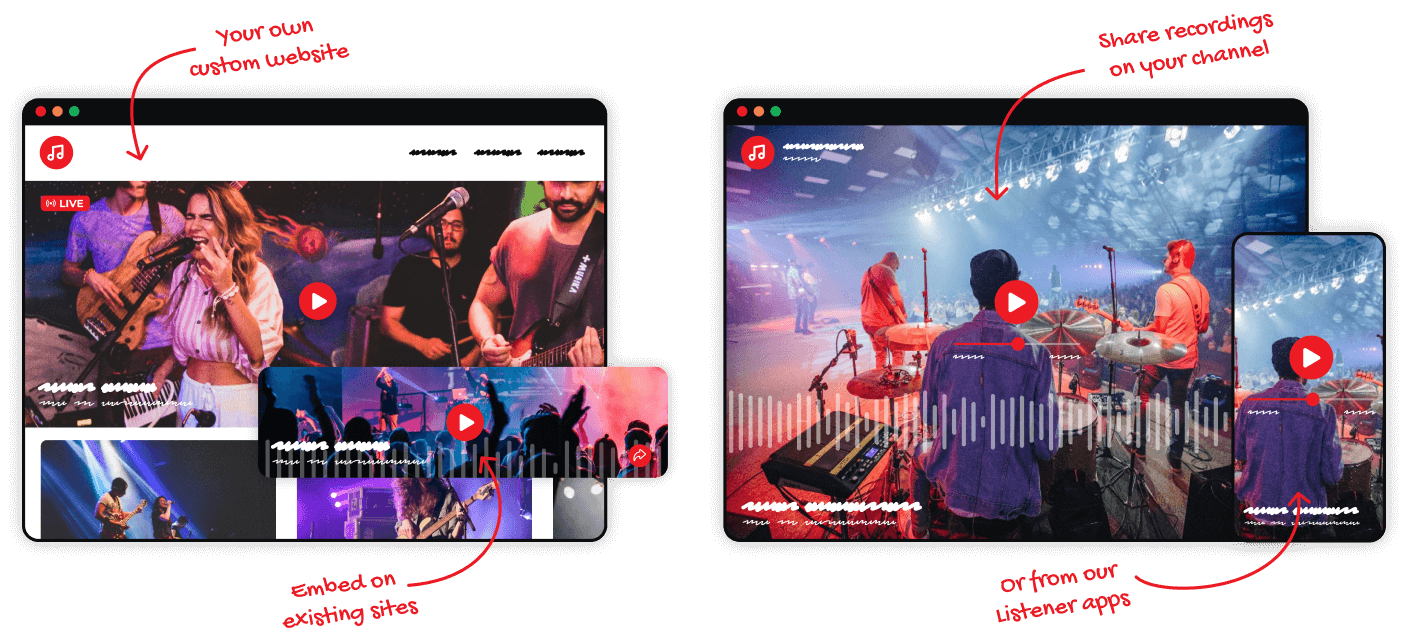 Your own
custom website
Share recordings
on your channel
LIVE
Embed on
existing sites
Or from our
Listener apps